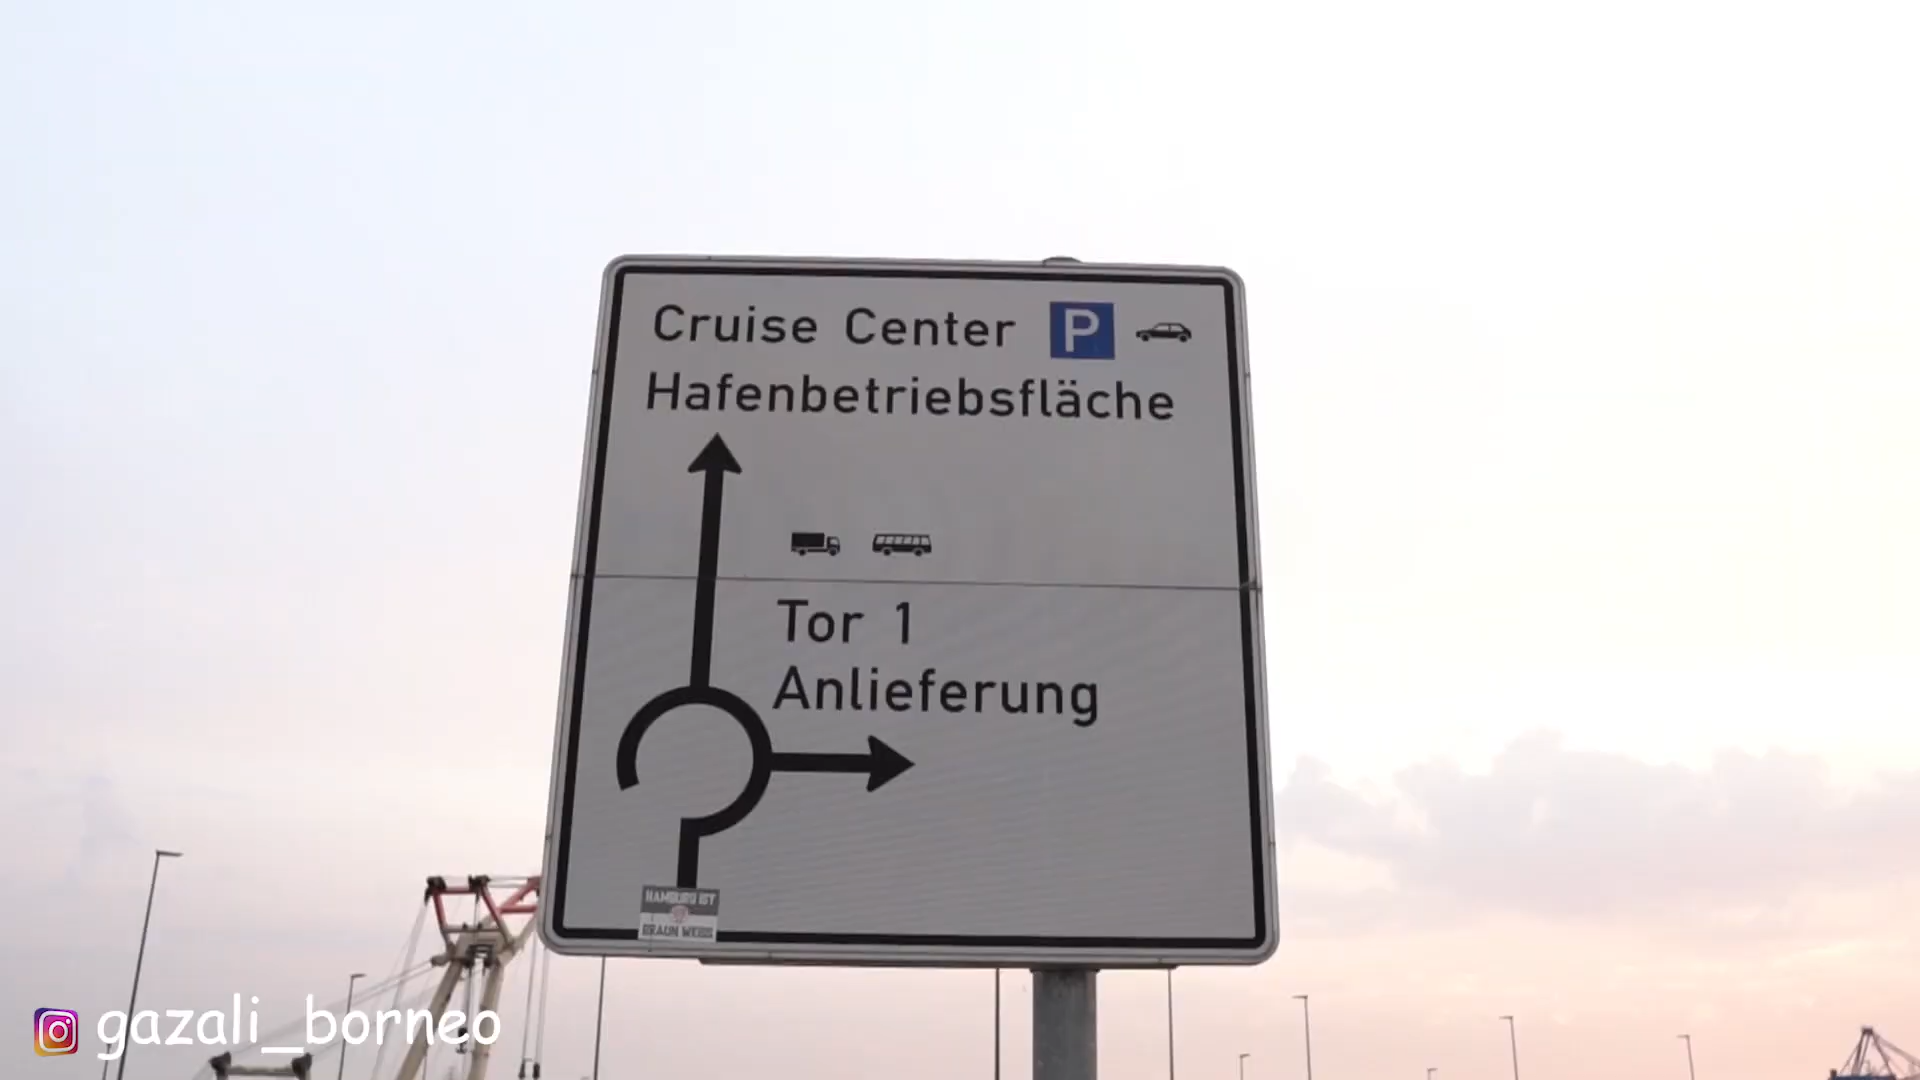 Cruise Center P
Hafenbetriebsfläche
Tor 1
Anlieferung
HAMBURG IST
BRAUN WEISS
gazali_borneo